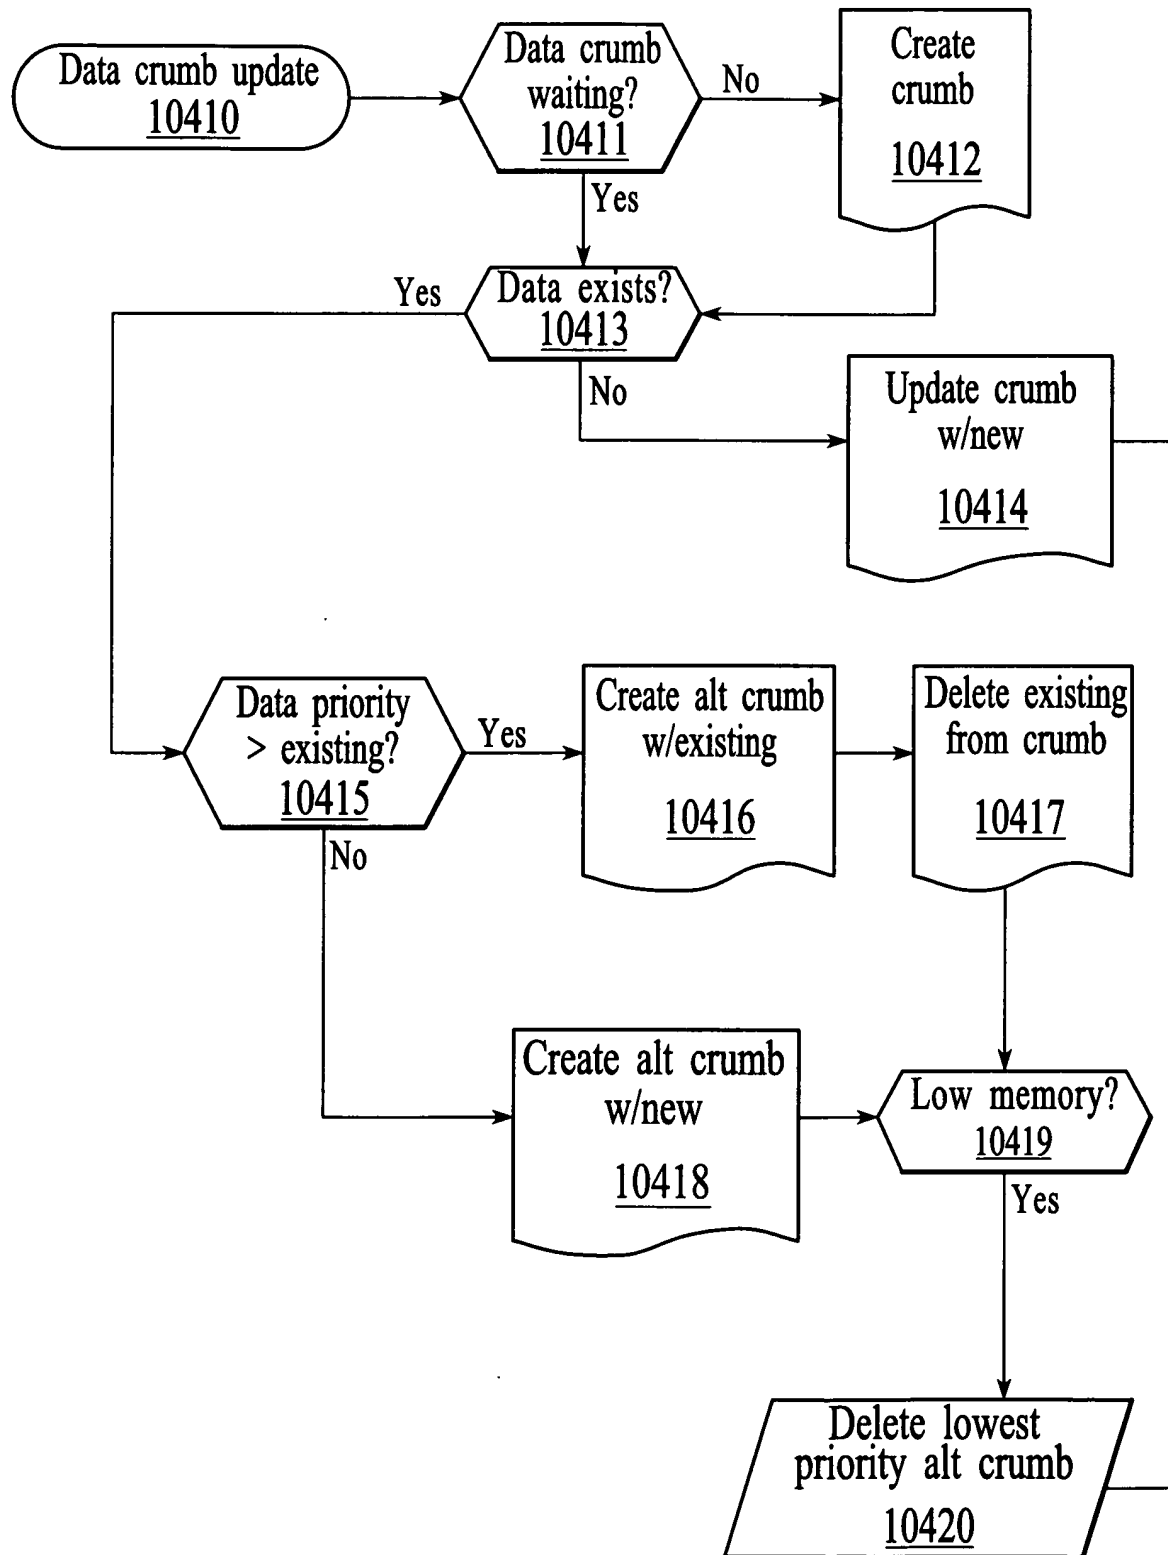 Data crumb update
10410
Data crumb
waiting?
10411
No
Create
crumb
10412
Yes
Data exists?
10413
Yes
No
Update crumb
w/new
10414
Data priority
> existing?
10415
Yes
Create alt crumb
w/existing
10416
Delete existing
from crumb
10417
No
Create alt crumb
w/new
10418
Low memory?
10419
Yes
Delete lowest
priority alt crumb
10420